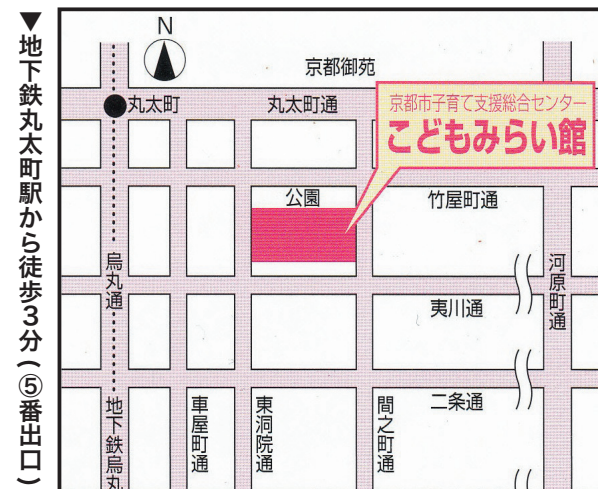 ▼地下鉄丸太町駅から徒歩3分(⑤番出口)
N
京都御苑
丸太町
丸太町通
京都市子育て支援総合センター
こどもみらい館
公園
竹屋町通
烏丸通
河原町通
夷川通
二条通
地下鉄烏丸
車屋町通
東洞院通
間之町通